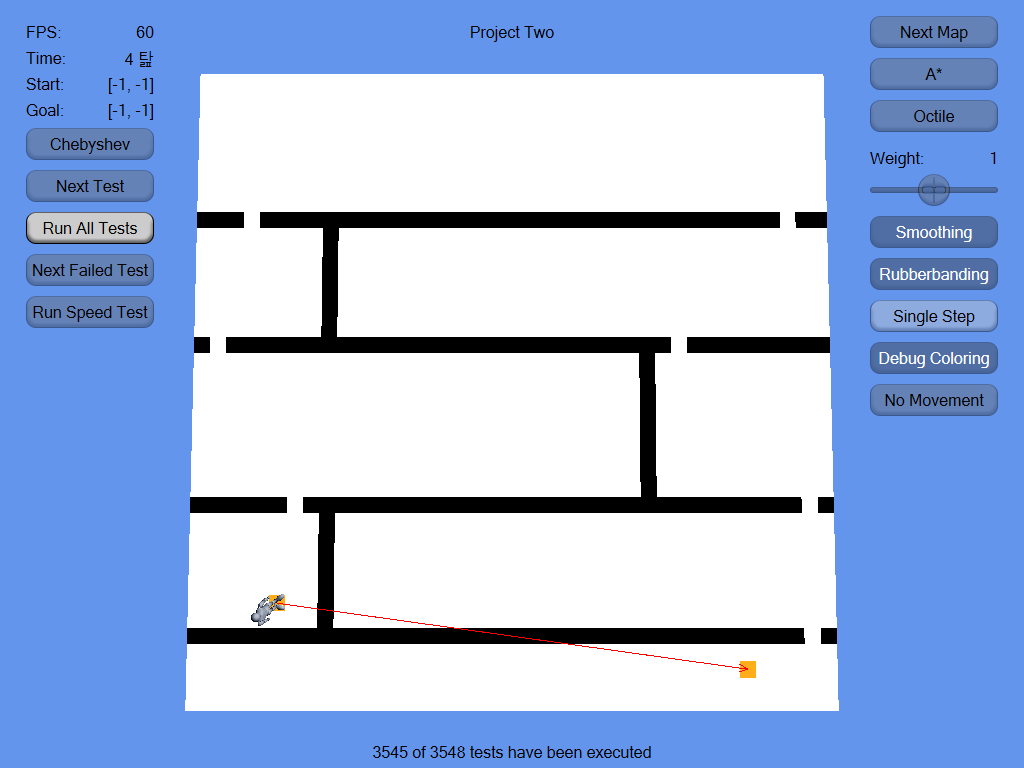 Project Two
FPS: 60
Time: 4 탎
Start: [-1, -1]
Goal: [-1, -1]
Chebyshev
Next Test
Run All Tests
Next Failed Test
Run Speed Test
Next Map
A*
Octile
Weight: 1
Smoothing
Rubberbanding
Single Step
Debug Coloring
No Movement
3545 of 3548 tests have been executed